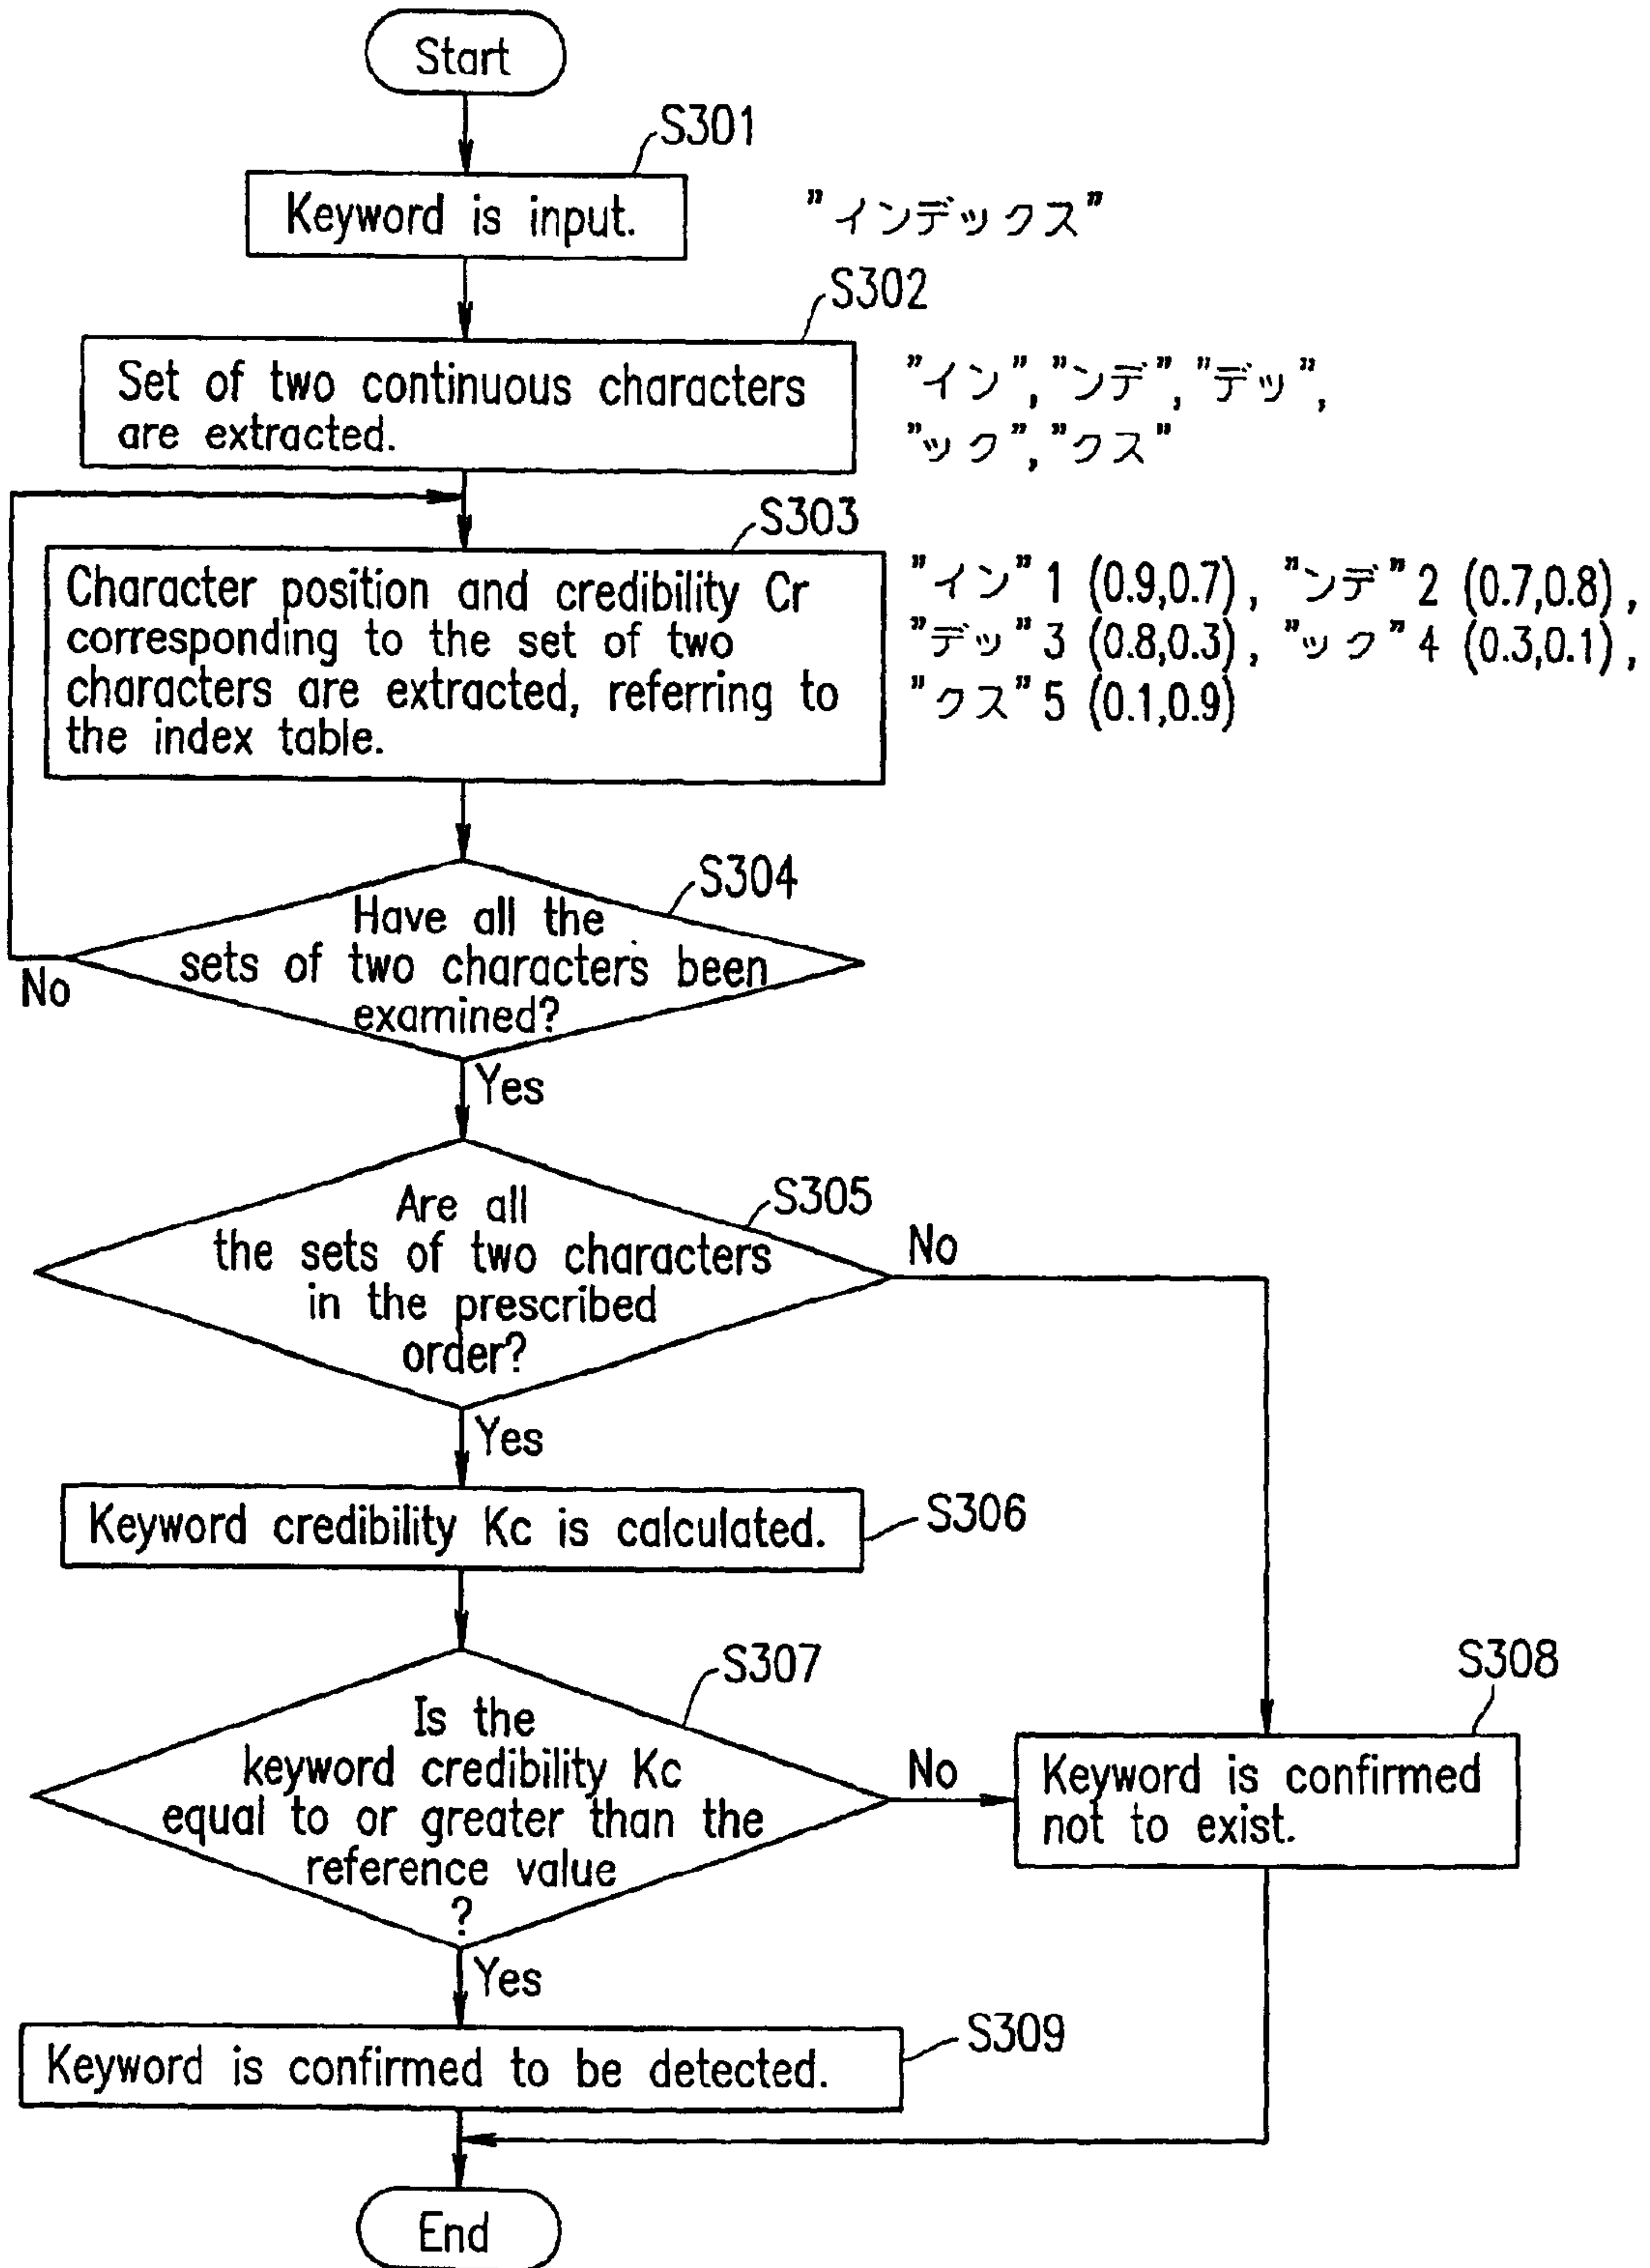 Start
S301
Keyword is input.
"インデックス"
S302
Set of two continuous characters
are extracted.
"イン","ンデ","デッ",
"ック","クス"
S303
Character position and credibility Cr
corresponding to the set of two
characters are extracted, referring to
the index table.
"イン" 1 (0.9,0.7), "ンデ" 2 (0.7,0.8),
"デッ" 3 (0.8,0.3), "ック" 4 (0.3,0.1),
"クス" 5 (0.1,0.9)
S304
Have all the
sets of two characters been
examined?
No
Yes
S305
Are all
the sets of two characters
in the prescribed
order?
No
Yes
Keyword credibility Kc is calculated.
S306
S307
Is the
keyword credibility Kc
equal to or greater than the
reference value
?
No
S308
Keyword is confirmed
not to exist.
Yes
S309
Keyword is confirmed to be detected.
End